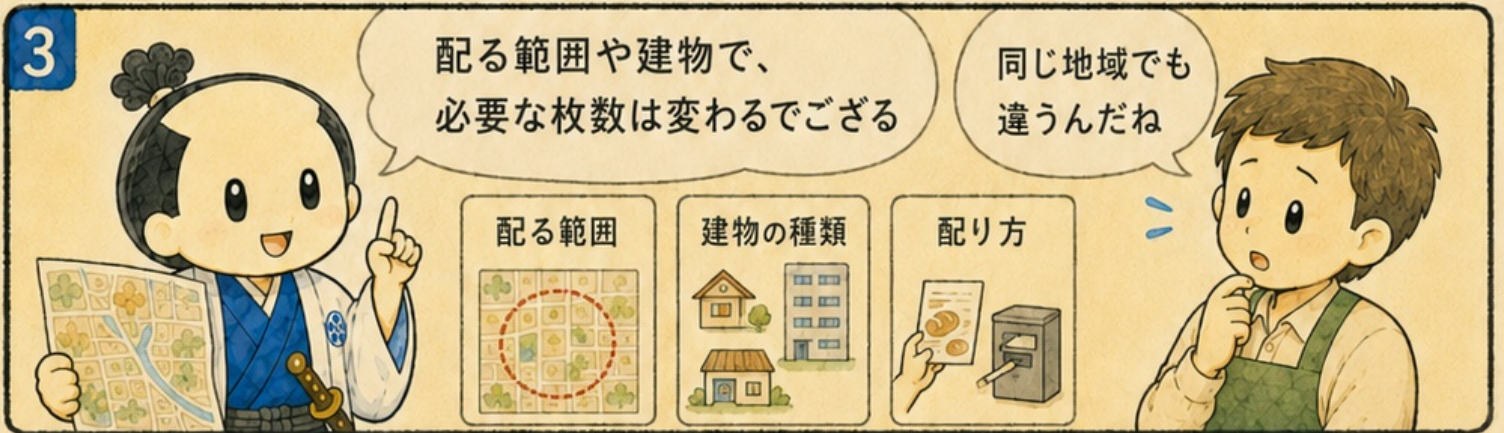 3
配る範囲や建物で、
必要な枚数は変わるでござる
同じ地域でも
違うんだね
配る範囲
建物の種類
配り方